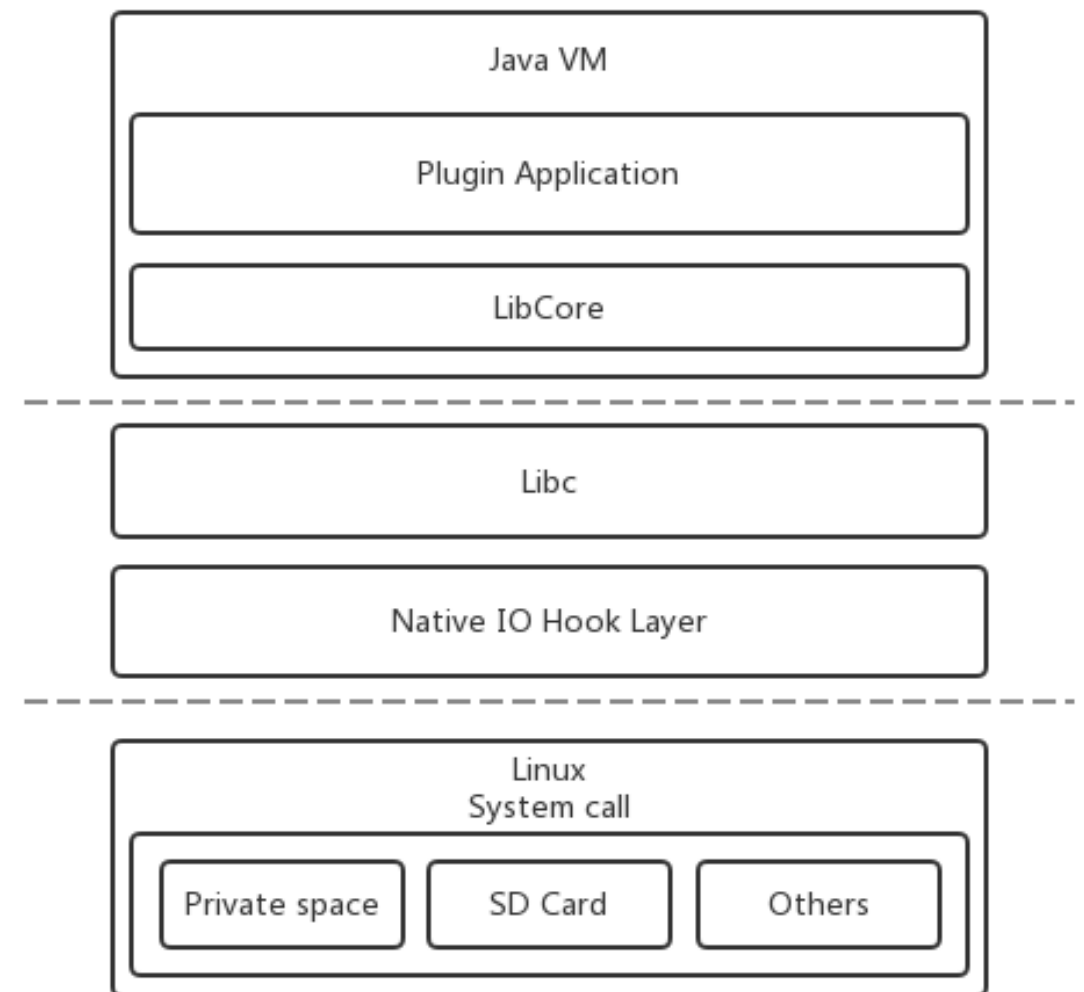 Java VM
Plugin Application
LibCore
Libc
Native IO Hook Layer
Linux
System call
Private space
SD Card
Others